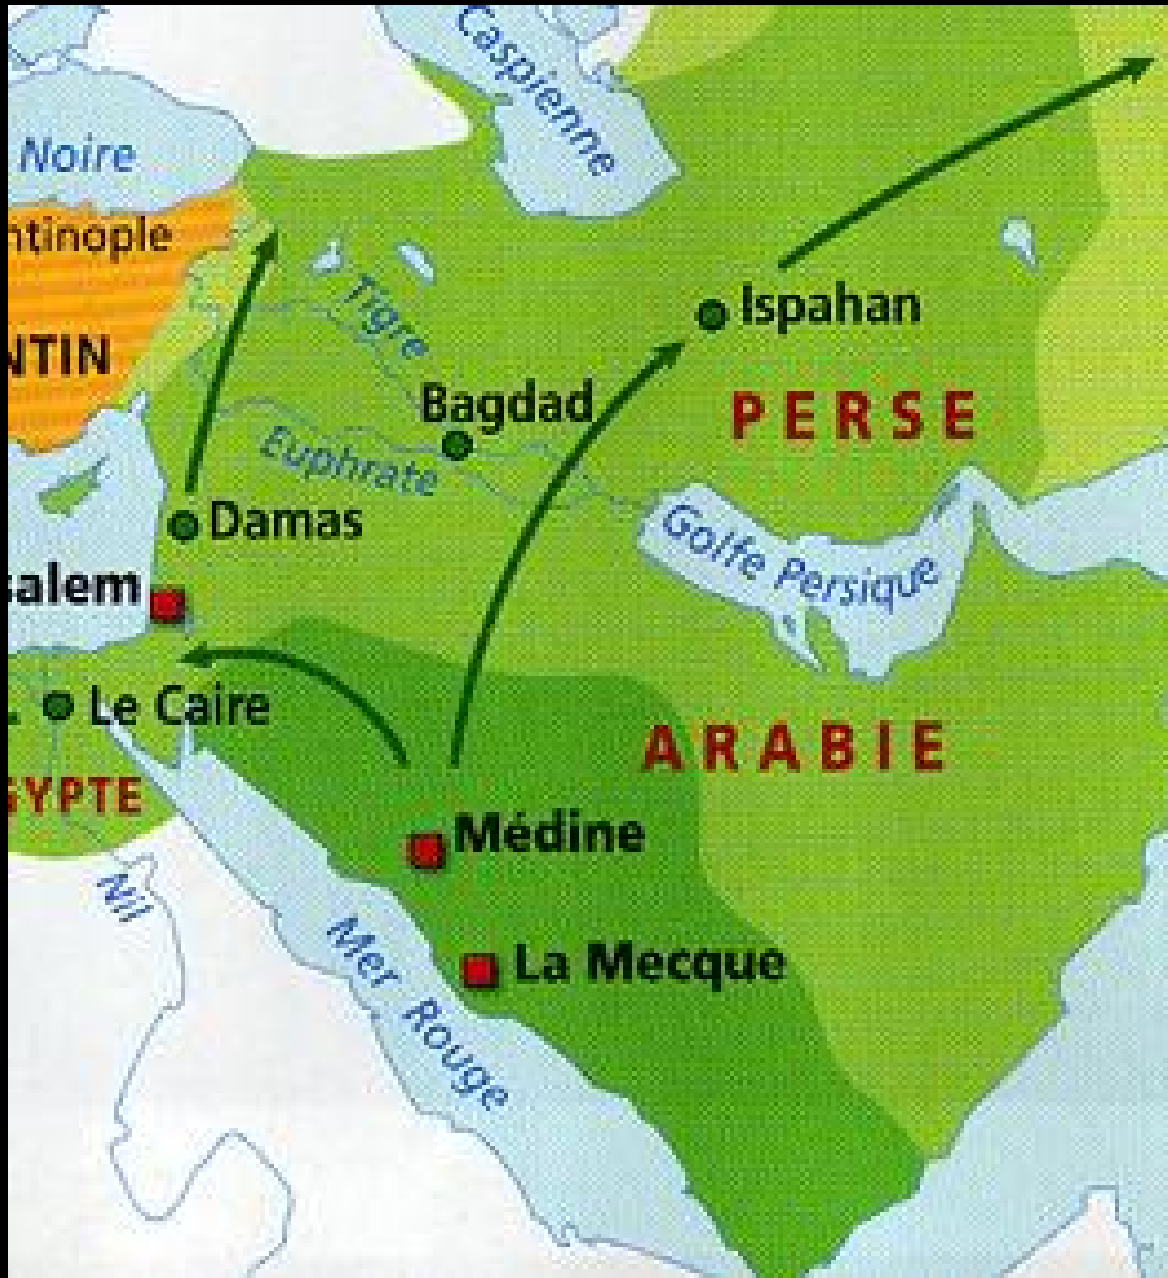 Caspienne
Noire
ntinople
Tigre
Ispahan
NTIN
Bagdad
PERSE
Euphrate
Damas
Golfe Persique
salem
Le Caire
ARABIE
GYPTE
Médine
Nil
Mer Rouge
La Mecque